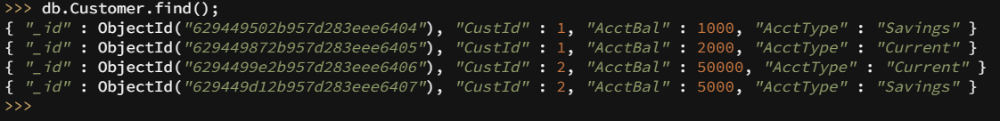 >>> db.Customer.find();
{ "_id" : ObjectId("629449502b957d283eee6404"), "CustId" : 1, "AcctBal" : 1000, "AcctType" : "Savings" }
{ "_id" : ObjectId("629449872b957d283eee6405"), "CustId" : 1, "AcctBal" : 2000, "AcctType" : "Current" }
{ "_id" : ObjectId("6294499e2b957d283eee6406"), "CustId" : 2, "AcctBal" : 50000, "AcctType" : "Current" }
{ "_id" : ObjectId("629449d12b957d283eee6407"), "CustId" : 2, "AcctBal" : 5000, "AcctType" : "Savings" }
>>>